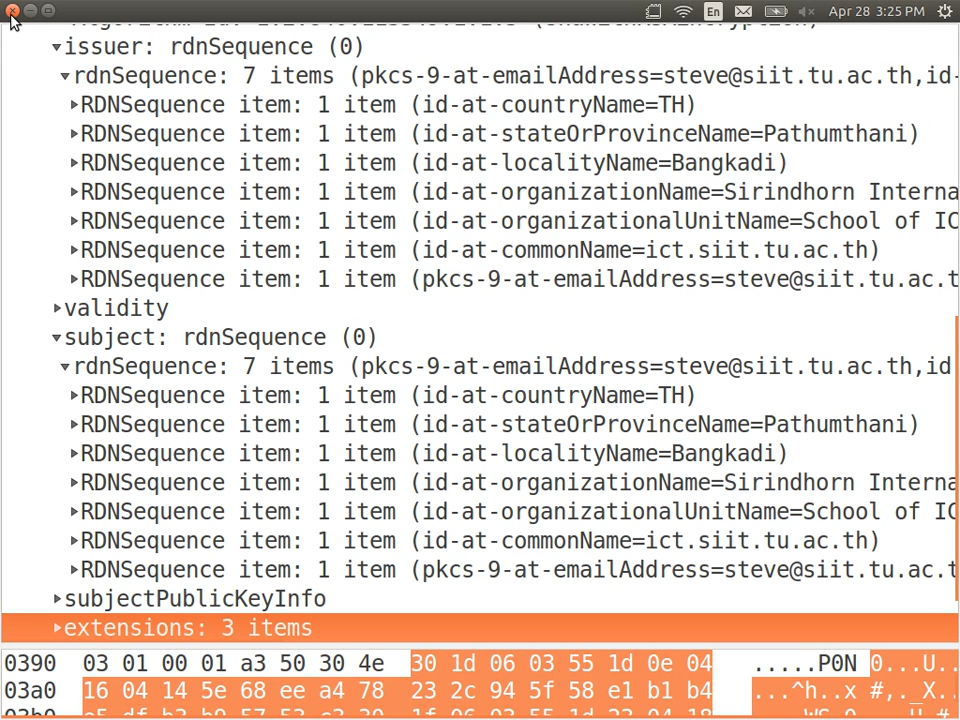 En Apr 28 3:25 PM
issuer: rdnSequence (0)
rdnSequence: 7 items (pkcs-9-at-emailAddress=steve@siit.tu.ac.th,id-
RDNSequence item: 1 item (id-at-countryName=TH)
RDNSequence item: 1 item (id-at-stateOrProvinceName=Pathumthani)
RDNSequence item: 1 item (id-at-localityName=Bangkadi)
RDNSequence item: 1 item (id-at-organizationName=Sirindhorn Interna
RDNSequence item: 1 item (id-at-organizationalUnitName=School of IC
RDNSequence item: 1 item (id-at-commonName=ict.siit.tu.ac.th)
RDNSequence item: 1 item (pkcs-9-at-emailAddress=steve@siit.tu.ac.t
validity
subject: rdnSequence (0)
rdnSequence: 7 items (pkcs-9-at-emailAddress=steve@siit.tu.ac.th,id
RDNSequence item: 1 item (id-at-countryName=TH)
RDNSequence item: 1 item (id-at-stateOrProvinceName=Pathumthani)
RDNSequence item: 1 item (id-at-localityName=Bangkadi)
RDNSequence item: 1 item (id-at-organizationName=Sirindhorn Interna
RDNSequence item: 1 item (id-at-organizationalUnitName=School of IC
RDNSequence item: 1 item (id-at-commonName=ict.siit.tu.ac.th)
RDNSequence item: 1 item (pkcs-9-at-emailAddress=steve@siit.tu.ac.t
subjectPublicKeyInfo
extensions: 3 items
0390 03 01 00 01 a3 50 30 4e 30 1d 06 03 55 1d 0e 04 .....P0N 0...U..
03a0 16 04 14 5e 68 ee a4 78 23 2c 94 5f 58 e1 b1 b4 ...^h..x #,._X..